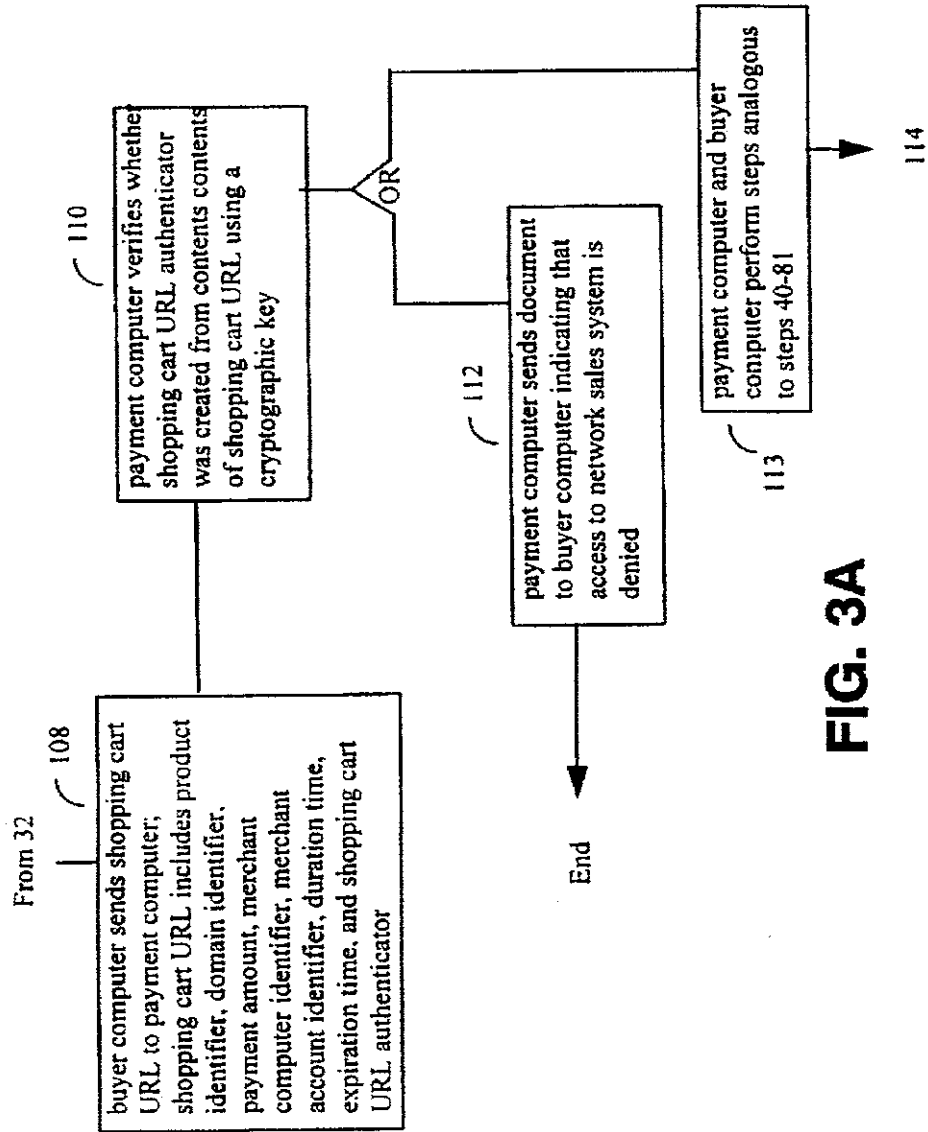 From 32
108
buyer computer sends shopping cart
URL to payment computer;
shopping cart URL includes product
identifier, domain identifier,
payment amount, merchant
computer identifier, merchant
account identifier, duration time,
expiration time, and shopping cart
URL authenticator
110
payment computer verifies whether
shopping cart URL authenticator
was created from contents contents
of shopping cart URL using a
cryptographic key
OR
112
payment computer sends document
to buyer computer indicating that
access to network sales system is
denied
End
113
payment computer and buyer
computer perform steps analogous
to steps 40-81
114
FIG. 3A